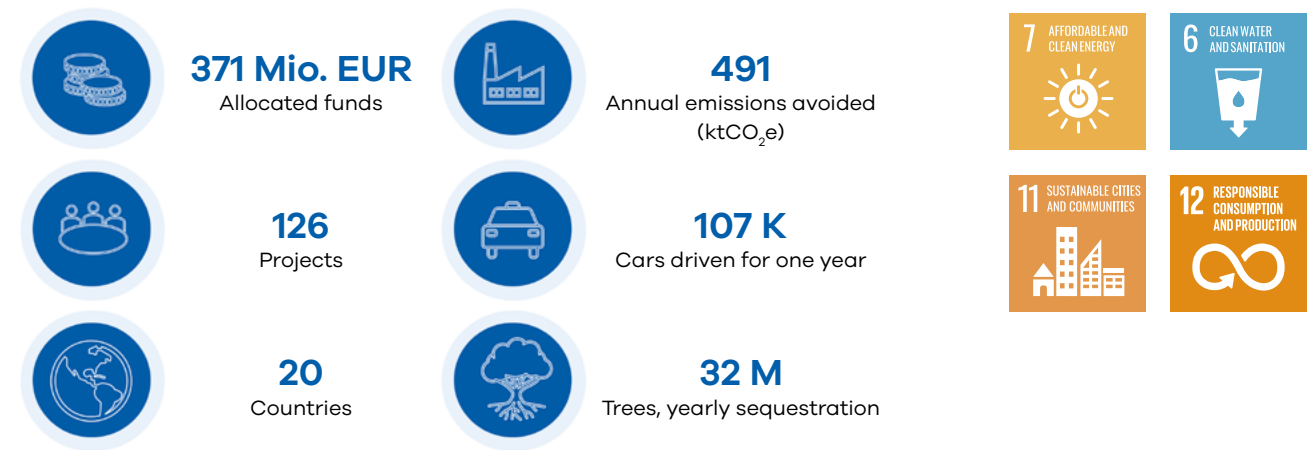 371 Mio. EUR
Allocated funds
491
Annual emissions avoided
(ktCO₂e)
126
Projects
107 K
Cars driven for one year
20
Countries
32 M
Trees, yearly sequestration
7 AFFORDABLE AND
CLEAN ENERGY
6 CLEAN WATER
AND SANITATION
11 SUSTAINABLE CITIES
AND COMMUNITIES
12 RESPONSIBLE
CONSUMPTION
AND PRODUCTION